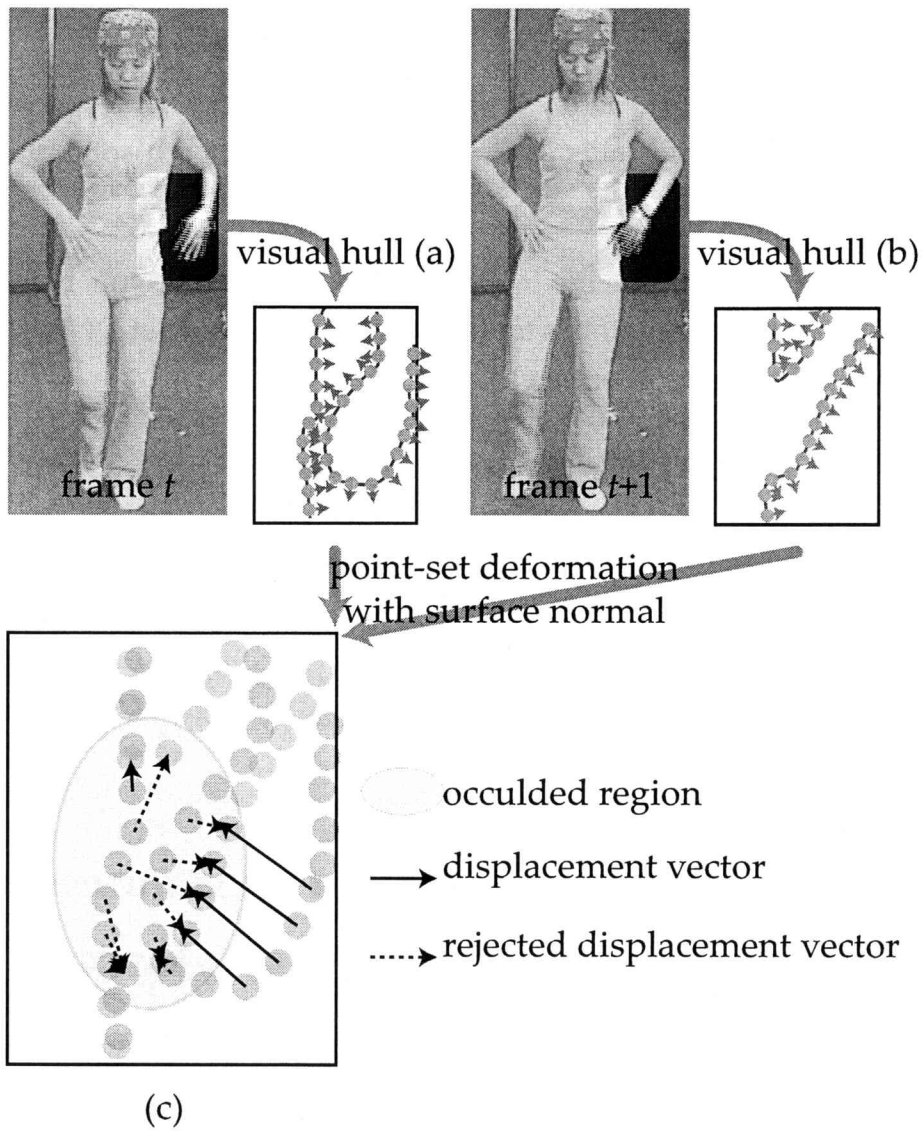 visual hull (a)
visual hull (b)
frame t
frame t+1
point-set deformation
with surface normal
occulded region
displacement vector
rejected displacement vector
(c)